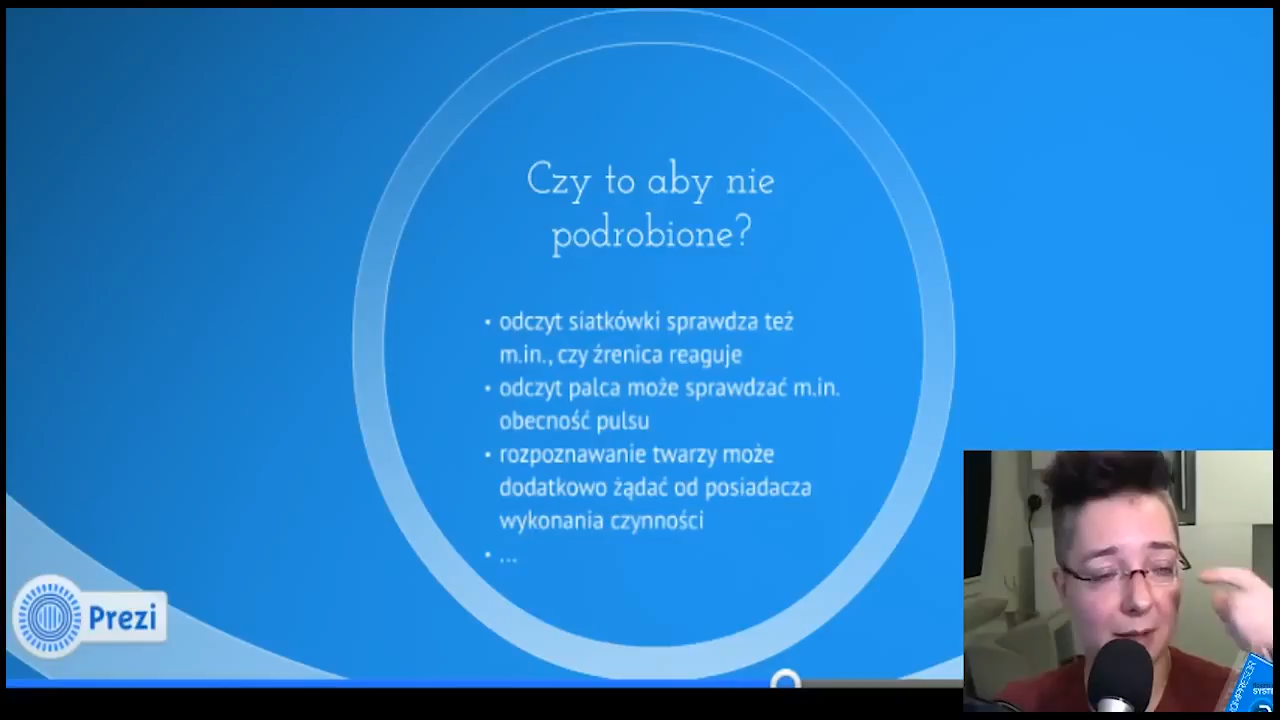 Czy to aby nie
podrobione?
• odczyt siatkówki sprawdza też
m.in., czy źrenica reaguje
• odczyt palca może sprawdzać m.in.
obecność pulsu
• rozpoznawanie twarzy może
dodatkowo żądać od posiadacza
wykonania czynności
• ...
Prezi